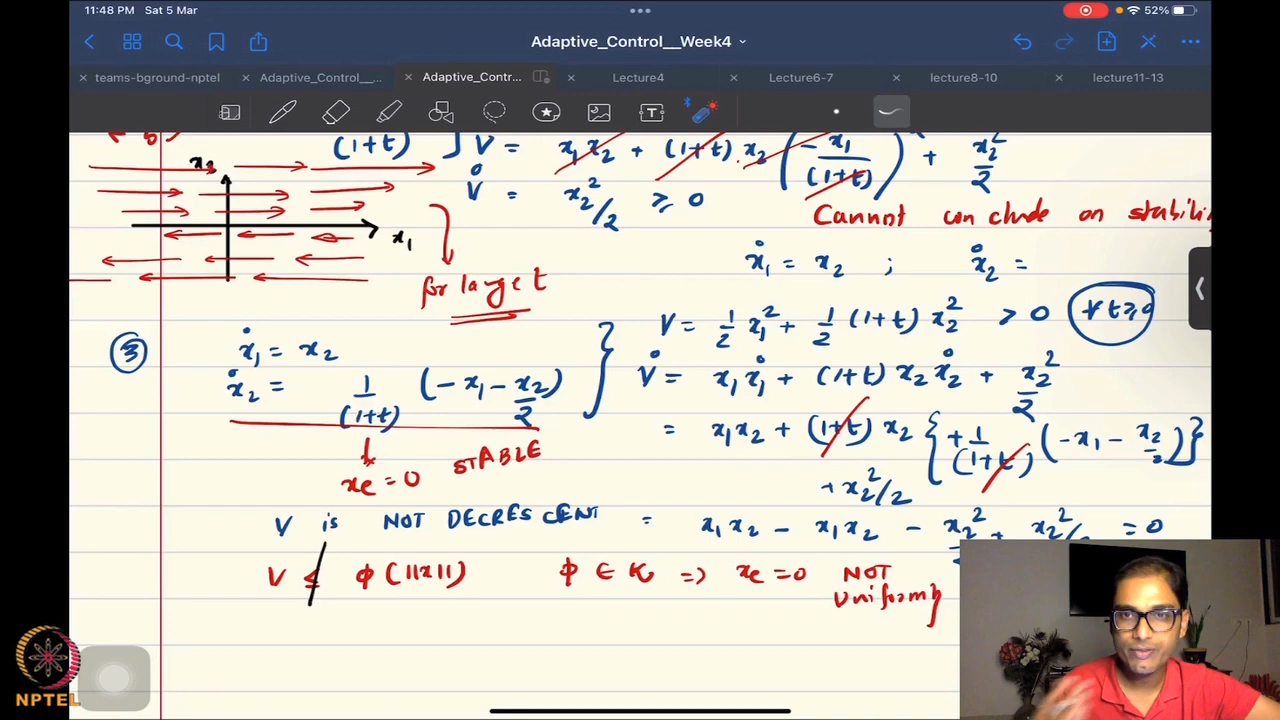 11:48 PM Sat 5 Mar
52%
Adaptive_Control__Week4
teams-bground-nptel
Adaptive_Control__...
Adaptive_Contr...
Lecture4
Lecture6-7
lecture8-10
lecture11-13
(1+t)
V̇ = x₁x₂ + (1+t) · x₂ (-x₁/(1+t)) + x₂²/2
V̇ = x₂²/2 ≥ 0
Cannot conclude on stabili
x₂
x₁
for large t
ẋ₁ = x₂ ; ẋ₂ =
V = 1/2 x₁² + 1/2 (1+t) x₂² > 0 ∀ t ≥ 0
③
ẋ₁ = x₂
ẋ₂ = 1/(1+t) (-x₁ - x₂/2)
V̇ = x₁ẋ₁ + (1+t) x₂ẋ₂ + x₂²/2
= x₁x₂ + (1+t) x₂ { +1/(1+t) (-x₁ - x₂/2) }
+ x₂²/2
xe = 0 STABLE
V is NOT DECRESCENT
= x₁x₂ - x₁x₂ - x₂²/2 + x₂²/2 = 0
V ≰ φ(||x||) φ ∈ K => xe = 0 NOT
Uniformly
NPTEL